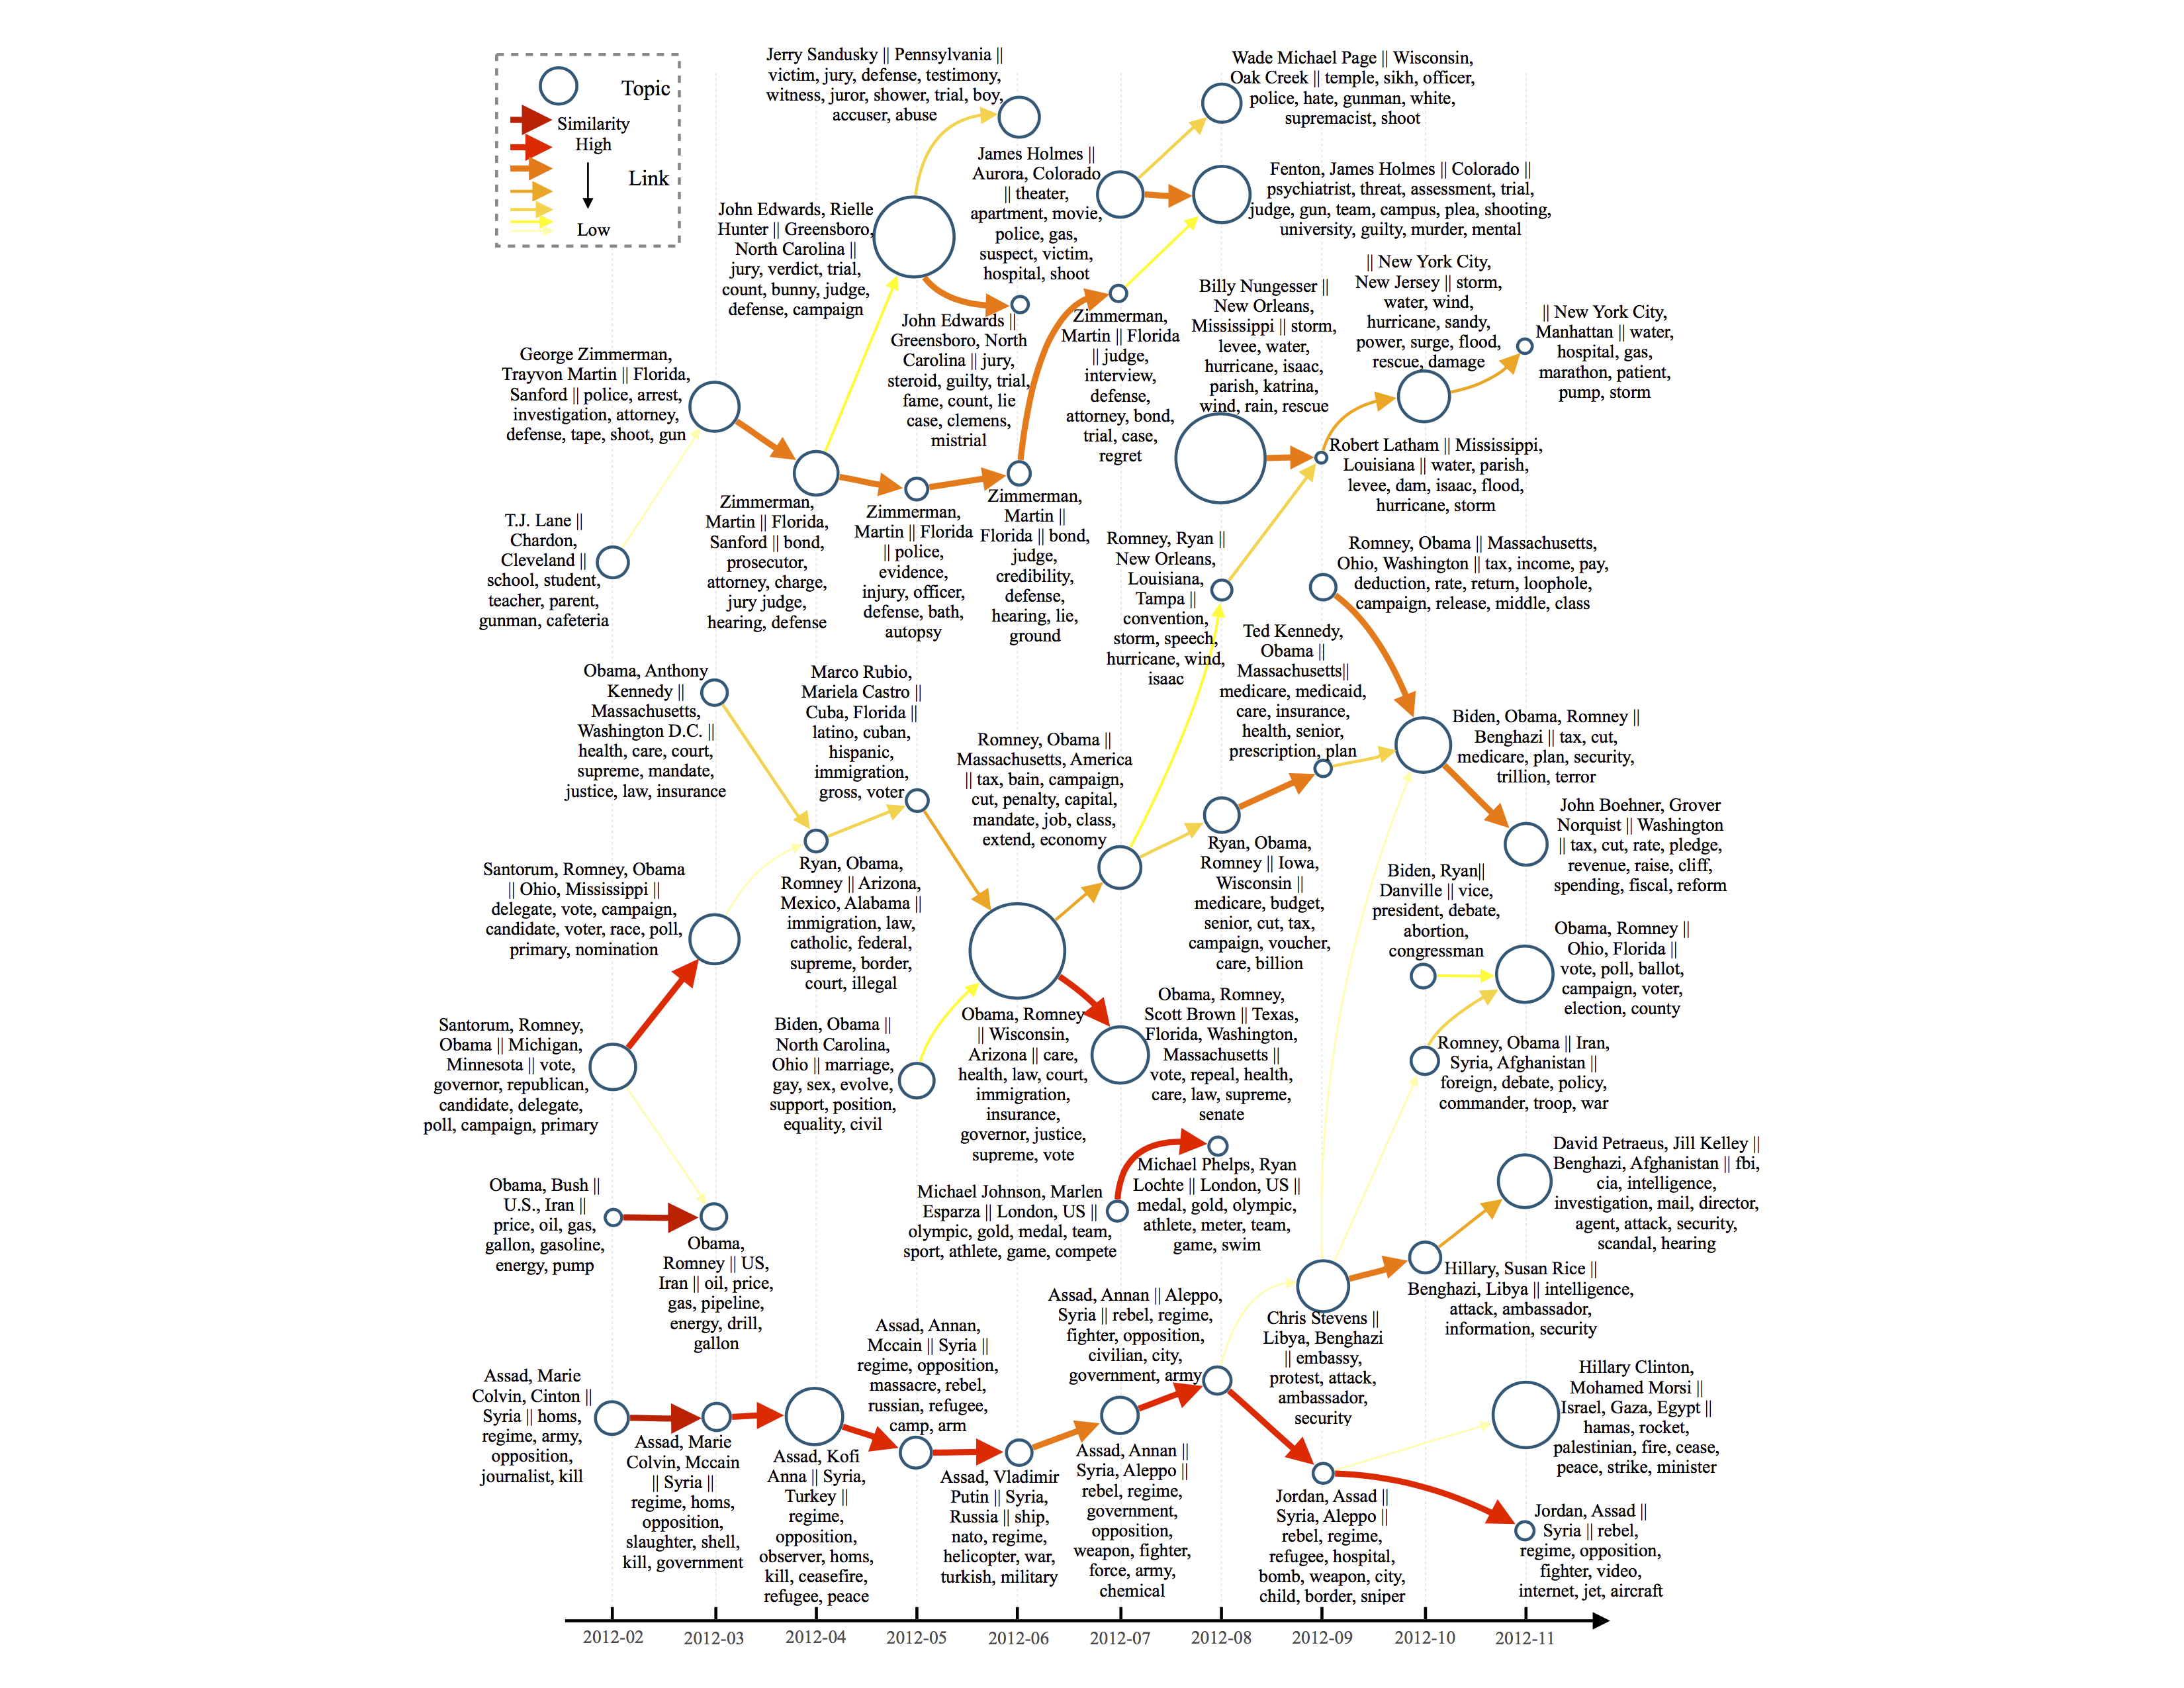 Topic
Similarity
High
Link
Low
Jerry Sandusky || Pennsylvania ||
victim, jury, defense, testimony,
witness, juror, shower, trial, boy,
accuser, abuse
Wade Michael Page || Wisconsin,
Oak Creek || temple, sikh, officer,
police, hate, gunman, white,
supremacist, shoot
James Holmes ||
Aurora, Colorado
|| theater,
apartment, movie,
police, gas,
suspect, victim,
hospital, shoot
Fenton, James Holmes || Colorado ||
psychiatrist, threat, assessment, trial,
judge, gun, team, campus, plea, shooting,
university, guilty, murder, mental
John Edwards, Rielle
Hunter || Greensboro,
North Carolina ||
jury, verdict, trial,
count, bunny, judge,
defense, campaign
John Edwards ||
Greensboro, North
Carolina || jury,
steroid, guilty, trial,
fame, count, lie
case, clemens,
mistrial
Zimmerman,
Martin || Florida
|| judge,
interview,
defense,
attorney, bond,
trial, case,
regret
Billy Nungesser ||
New Orleans,
Mississippi || storm,
levee, water,
hurricane, isaac,
parish, katrina,
wind, rain, rescue
|| New York City,
New Jersey || storm,
water, wind,
hurricane, sandy,
power, surge, flood,
rescue, damage
|| New York City,
Manhattan || water,
hospital, gas,
marathon, patient,
pump, storm
George Zimmerman,
Trayvon Martin || Florida,
Sanford || police, arrest,
investigation, attorney,
defense, tape, shoot, gun
Robert Latham || Mississippi,
Louisiana || water, parish,
levee, dam, isaac, flood,
hurricane, storm
T.J. Lane ||
Chardon,
Cleveland ||
school, student,
teacher, parent,
gunman, cafeteria
Zimmerman,
Martin || Florida,
Sanford || bond,
prosecutor,
attorney, charge,
jury judge,
hearing, defense
Zimmerman,
Martin || Florida
|| police,
evidence,
injury, officer,
defense, bath,
autopsy
Zimmerman,
Martin ||
Florida || bond,
judge,
credibility,
defense,
hearing, lie,
ground
Romney, Ryan ||
New Orleans,
Louisiana,
Tampa ||
convention,
storm, speech,
hurricane, wind,
isaac
Romney, Obama || Massachusetts,
Ohio, Washington || tax, income, pay,
deduction, rate, return, loophole,
campaign, release, middle, class
Ted Kennedy,
Obama ||
Massachusetts||
medicare, medicaid,
care, insurance,
health, senior,
prescription, plan
Obama, Anthony
Kennedy ||
Massachusetts,
Washington D.C. ||
health, care, court,
supreme, mandate,
justice, law, insurance
Marco Rubio,
Mariela Castro ||
Cuba, Florida ||
latino, cuban,
hispanic,
immigration,
gross, voter
Romney, Obama ||
Massachusetts, America
|| tax, bain, campaign,
cut, penalty, capital,
mandate, job, class,
extend, economy
Biden, Obama, Romney ||
Benghazi || tax, cut,
medicare, plan, security,
trillion, terror
John Boehner, Grover
Norquist || Washington
|| tax, cut, rate, pledge,
revenue, raise, cliff,
spending, fiscal, reform
Santorum, Romney, Obama
|| Ohio, Mississippi ||
delegate, vote, campaign,
candidate, voter, race, poll,
primary, nomination
Ryan, Obama,
Romney || Arizona,
Mexico, Alabama ||
immigration, law,
catholic, federal,
supreme, border,
court, illegal
Ryan, Obama,
Romney || Iowa,
Wisconsin ||
medicare, budget,
senior, cut, tax,
campaign, voucher,
care, billion
Biden, Ryan||
Danville || vice,
president, debate,
abortion,
congressman
Obama, Romney ||
Ohio, Florida ||
vote, poll, ballot,
campaign, voter,
election, county
Santorum, Romney,
Obama || Michigan,
Minnesota || vote,
governor, republican,
candidate, delegate,
poll, campaign, primary
Biden, Obama ||
North Carolina,
Ohio || marriage,
gay, sex, evolve,
support, position,
equality, civil
Obama, Romney
|| Wisconsin,
Arizona || care,
health, law, court,
immigration,
insurance,
governor, justice,
supreme, vote
Obama, Romney,
Scott Brown || Texas,
Florida, Washington,
Massachusetts ||
vote, repeal, health,
care, law, supreme,
senate
Romney, Obama || Iran,
Syria, Afghanistan ||
foreign, debate, policy,
commander, troop, war
Obama, Bush ||
U.S., Iran ||
price, oil, gas,
gallon, gasoline,
energy, pump
Obama,
Romney || US,
Iran || oil, price,
gas, pipeline,
energy, drill,
gallon
Michael Johnson, Marlen
Esparza || London, US ||
olympic, gold, medal, team,
sport, athlete, game, compete
Michael Phelps, Ryan
Lochte || London, US ||
medal, gold, olympic,
athlete, meter, team,
game, swim
David Petraeus, Jill Kelley ||
Benghazi, Afghanistan || fbi,
cia, intelligence,
investigation, mail, director,
agent, attack, security,
scandal, hearing
Hillary, Susan Rice ||
Benghazi, Libya || intelligence,
attack, ambassador,
information, security
Assad, Marie
Colvin, Cinton ||
Syria || homs,
regime, army,
opposition,
journalist, kill
Assad, Marie
Colvin, Mccain
|| Syria ||
regime, homs,
opposition,
slaughter, shell,
kill, government
Assad, Kofi
Anna || Syria,
Turkey ||
regime,
opposition,
observer, homs,
kill, ceasefire,
refugee, peace
Assad, Annan,
Mccain || Syria ||
regime, opposition,
massacre, rebel,
russian, refugee,
camp, arm
Assad, Vladimir
Putin || Syria,
Russia || ship,
nato, regime,
helicopter, war,
turkish, military
Assad, Annan || Aleppo,
Syria || rebel, regime,
fighter, opposition,
civilian, city,
government, army
Assad, Annan ||
Syria, Aleppo ||
rebel, regime,
government,
opposition,
weapon, fighter,
force, army,
chemical
Chris Stevens ||
Libya, Benghazi
|| embassy,
protest, attack,
ambassador,
security
Jordan, Assad ||
Syria, Aleppo ||
rebel, regime,
refugee, hospital,
bomb, weapon, city,
child, border, sniper
Hillary Clinton,
Mohamed Morsi ||
Israel, Gaza, Egypt ||
hamas, rocket,
palestinian, fire, cease,
peace, strike, minister
Jordan, Assad ||
Syria || rebel,
regime, opposition,
fighter, video,
internet, jet, aircraft
2012-02
2012-03
2012-04
2012-05
2012-06
2012-07
2012-08
2012-09
2012-10
2012-11